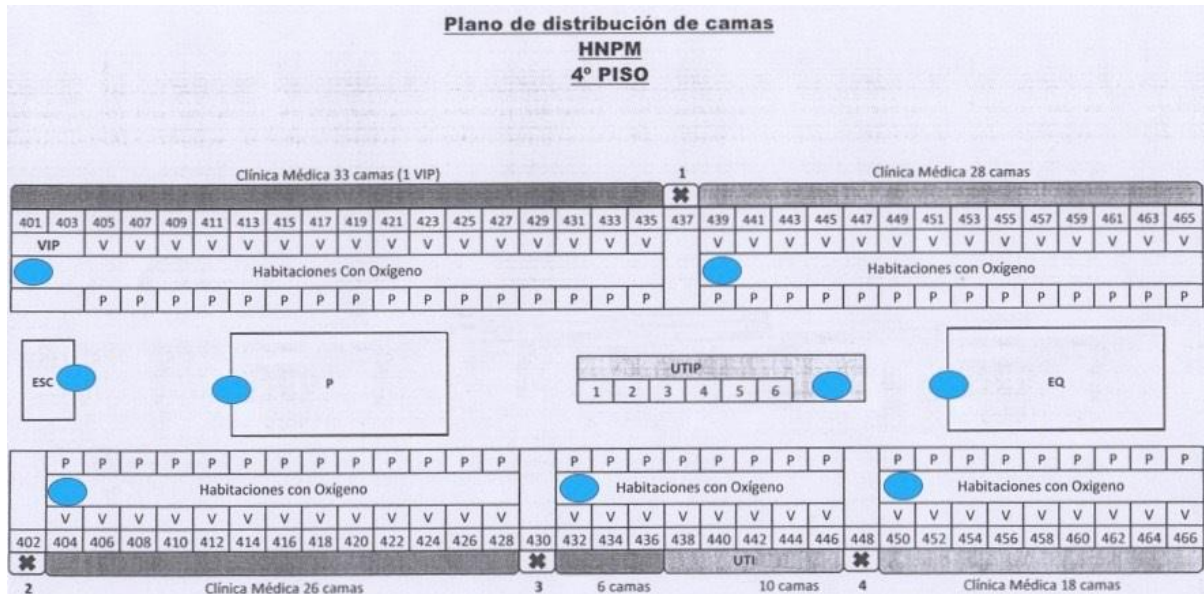 Plano de distribución de camas
HNPM
4º PISO
Clínica Médica 33 camas (1 VIP) 1 Clínica Médica 28 camas
401 403 405 407 409 411 413 415 417 419 421 423 425 427 429 431 433 435 437 439 441 443 445 447 449 451 453 455 457 459 461 463 465
VIP V V V V V V V V V V V V V V V V V V V V V V V V V V V V V V
Habitaciones Con Oxígeno Habitaciones con Oxígeno
P P P P P P P P P P P P P P P P P P P P P P P P P P P P P P
ESC P UTIP EQ
1 2 3 4 5 6
P P P P P P P P P P P P P P P P P P P P P P P P P P P P P P
Habitaciones con Oxígeno Habitaciones con Oxígeno Habitaciones con Oxígeno
V V V V V V V V V V V V V V V V V V V V V V V V V V V V V V
402 404 406 408 410 412 414 416 418 420 422 424 426 428 430 432 434 436 438 440 442 444 446 448 450 452 454 456 458 460 462 464 466
UTI
2 Clínica Médica 26 camas 3 6 camas 10 camas 4 Clínica Médica 18 camas